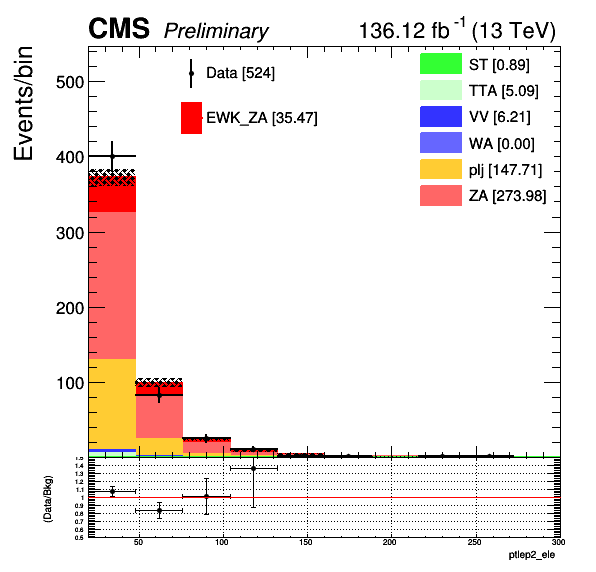 CMS Preliminary 136.12 fb⁻¹ (13 TeV)
Events/bin
500
400
300
200
100
Data [524]
EWK_ZA [35.47]
ST [0.89]
TTA [5.09]
VV [6.21]
WA [0.00]
plj [147.71]
ZA [273.98]
(Data/Bkg)
1.5
1.4
1.3
1.2
1.1
1
0.9
0.8
0.7
0.6
0.5
50 100 150 200 250 300
ptlep2_ele